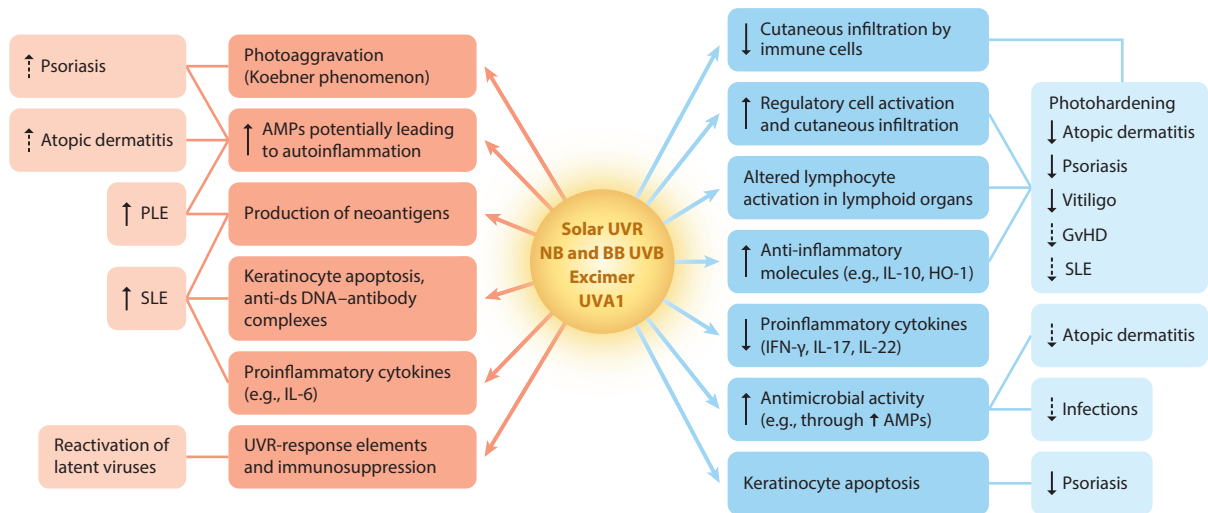 ↑ Psoriasis
↑ Atopic dermatitis
↑ PLE
↑ SLE
Reactivation of
latent viruses
Photoaggravation
(Koebner phenomenon)
↑ AMPs potentially leading
to autoinflammation
Production of neoantigens
Keratinocyte apoptosis,
anti-ds DNA–antibody
complexes
Proinflammatory cytokines
(e.g., IL-6)
UVR-response elements
and immunosuppression
Solar UVR
NB and BB UVB
Excimer
UVA1
↓ Cutaneous infiltration by
immune cells
↑ Regulatory cell activation
and cutaneous infiltration
Altered lymphocyte
activation in lymphoid organs
↑ Anti-inflammatory
molecules (e.g., IL-10, HO-1)
↓ Proinflammatory cytokines
(IFN-γ, IL-17, IL-22)
↑ Antimicrobial activity
(e.g., through ↑ AMPs)
Keratinocyte apoptosis
Photohardening
↓ Atopic dermatitis
↓ Psoriasis
↓ Vitiligo
↓ GvHD
↓ SLE
↓ Atopic dermatitis
↓ Infections
↓ Psoriasis